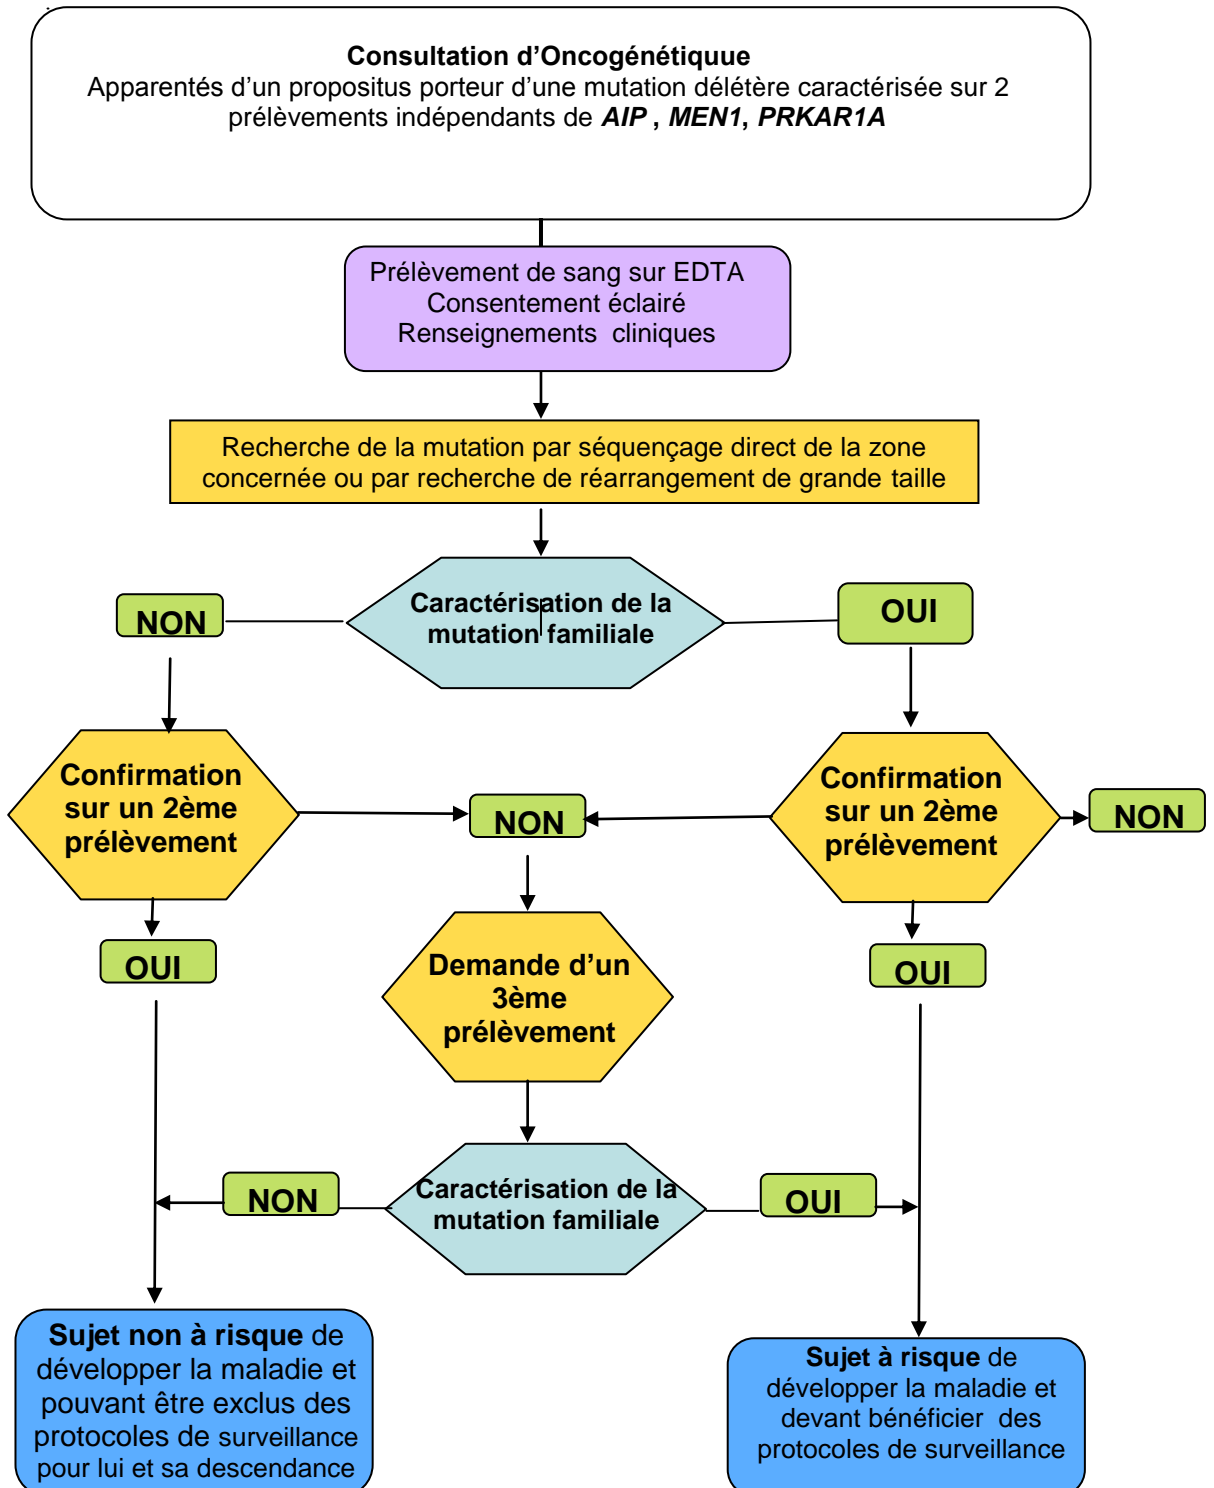 Consultation d'Oncogénétiquue
Apparentés d'un propositus porteur d'une mutation délétère caractérisée sur 2
prélèvements indépendants de AIP , MEN1, PRKAR1A
Prélèvement de sang sur EDTA
Consentement éclairé
Renseignements cliniques
Recherche de la mutation par séquençage direct de la zone
concernée ou par recherche de réarrangement de grande taille
NON
Caractérisation de la
mutation familiale
OUI
Confirmation
sur un 2ème
prélèvement
NON
Confirmation
sur un 2ème
prélèvement
NON
OUI
Demande d'un
3ème
prélèvement
OUI
NON
Caractérisation de la
mutation familiale
OUI
Sujet non à risque de
développer la maladie et
pouvant être exclus des
protocoles de surveillance
pour lui et sa descendance
Sujet à risque de
développer la maladie et
devant bénéficier des
protocoles de surveillance